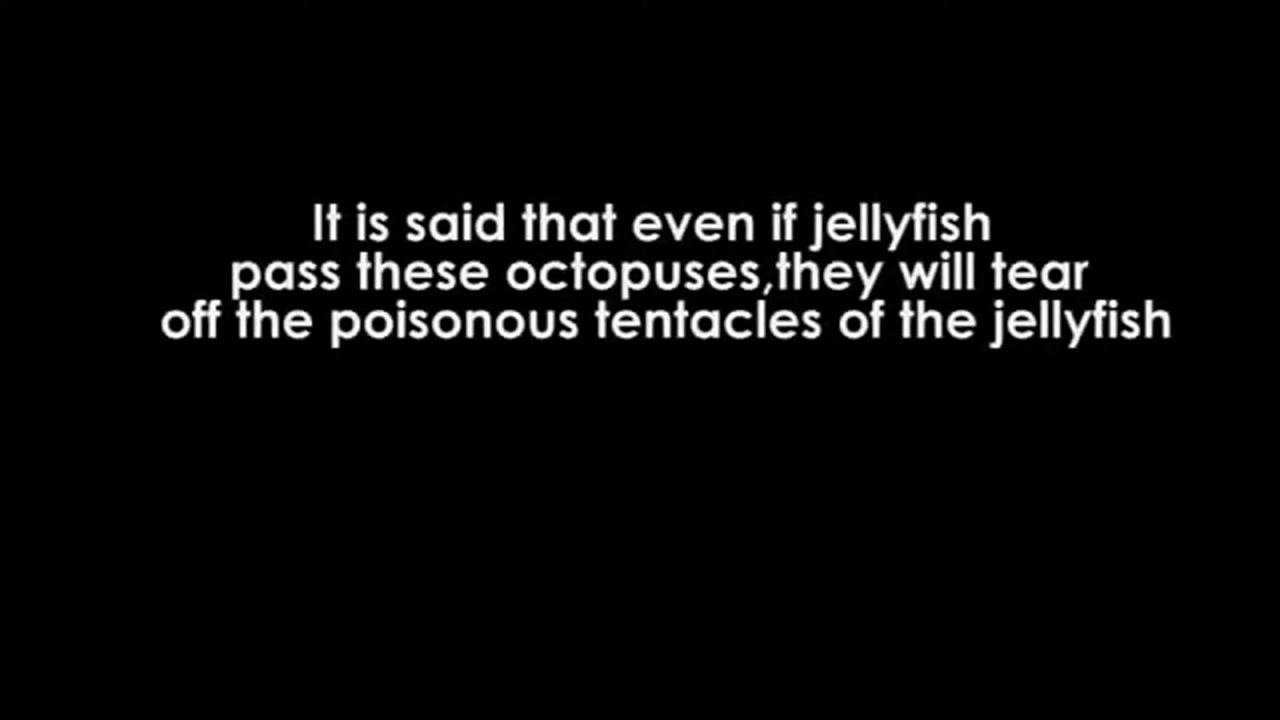 It is said that even if jellyfish
pass these octopuses,they will tear
off the poisonous tentacles of the jellyfish